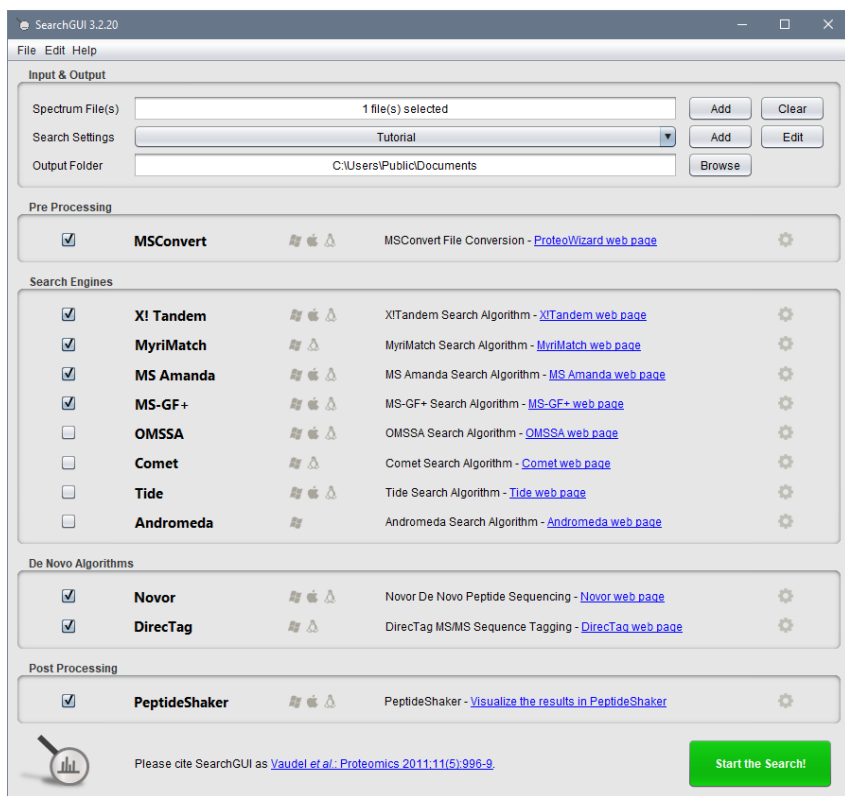 SearchGUI 3.2.20
File Edit Help
Input & Output
Spectrum File(s) 1 file(s) selected Add Clear
Search Settings Tutorial Add Edit
Output Folder C:\Users\Public\Documents Browse
Pre Processing
MSConvert MSConvert File Conversion - ProteoWizard web page
Search Engines
X! Tandem X!Tandem Search Algorithm - X!Tandem web page
MyriMatch MyriMatch Search Algorithm - MyriMatch web page
MS Amanda MS Amanda Search Algorithm - MS Amanda web page
MS-GF+ MS-GF+ Search Algorithm - MS-GF+ web page
OMSSA OMSSA Search Algorithm - OMSSA web page
Comet Comet Search Algorithm - Comet web page
Tide Tide Search Algorithm - Tide web page
Andromeda Andromeda Search Algorithm - Andromeda web page
De Novo Algorithms
Novor Novor De Novo Peptide Sequencing - Novor web page
DirecTag DirecTag MS/MS Sequence Tagging - DirecTag web page
Post Processing
PeptideShaker PeptideShaker - Visualize the results in PeptideShaker
Please cite SearchGUI as Vaudel et al.: Proteomics 2011;11(5):996-9. Start the Search!